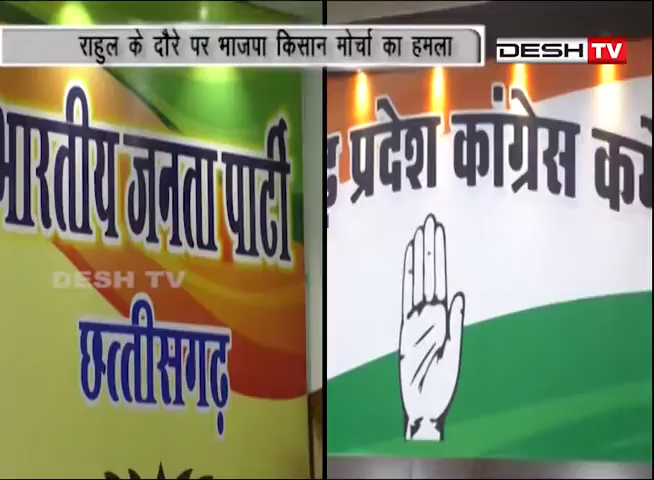 राहुल के दौरे पर भाजपा किसान मोर्चा का हमला
DESH TV
भारतीय जनता पार्टी
DESH TV
छत्तीसगढ़
प्रदेश कांग्रेस